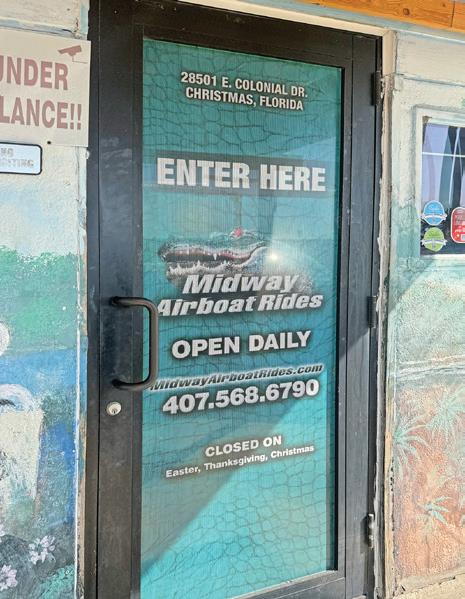 UNDER
LANCE!!
28501 E. COLONIAL DR.
CHRISTMAS, FLORIDA
ENTER HERE
Midway
Airboat Rides
OPEN DAILY
MidwayAirboatRides.com
407.568.6790
CLOSED ON
Easter, Thanksgiving, Christmas